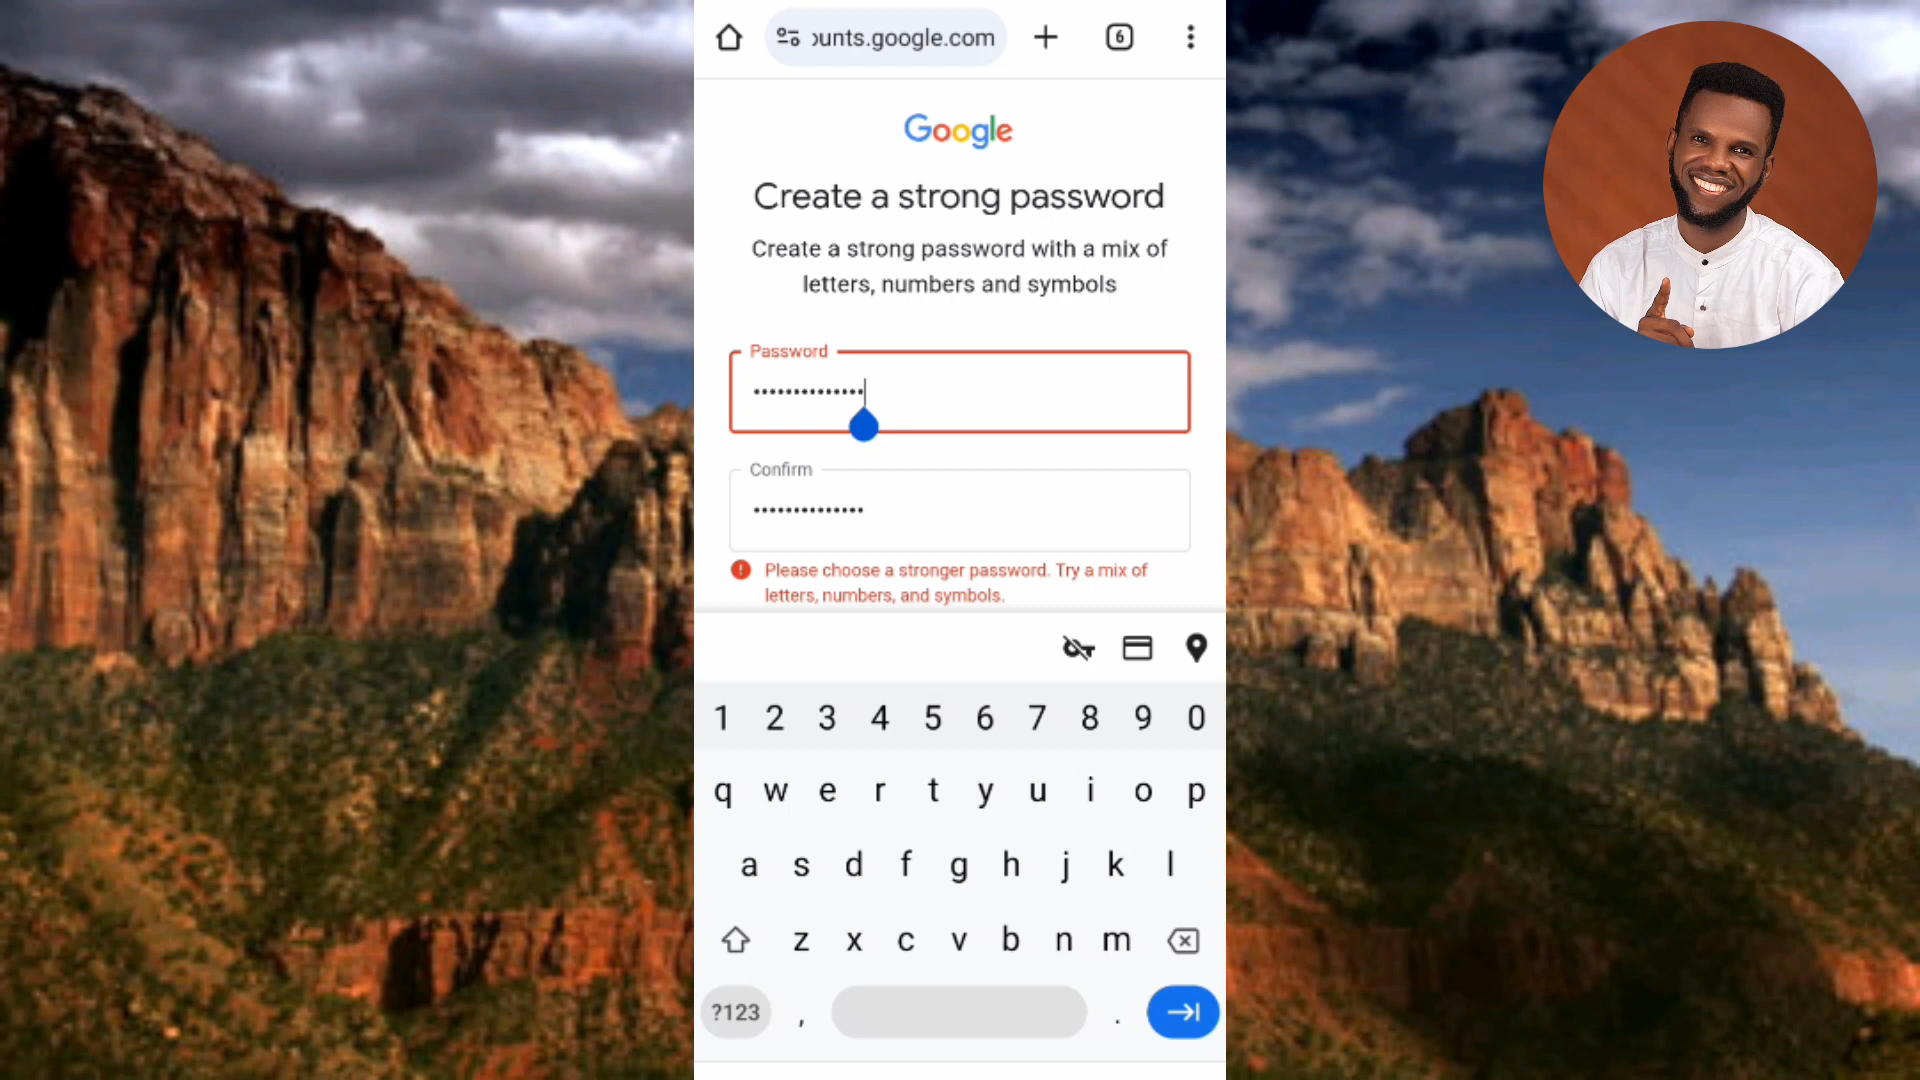 ounts.google.com
6
Google
Create a strong password
Create a strong password with a mix of
letters, numbers and symbols
Password
••••••••••••••
Confirm
••••••••••••••
Please choose a stronger password. Try a mix of
letters, numbers, and symbols.
1 2 3 4 5 6 7 8 9 0
q w e r t y u i o p
a s d f g h j k l
z x c v b n m
?123 , .